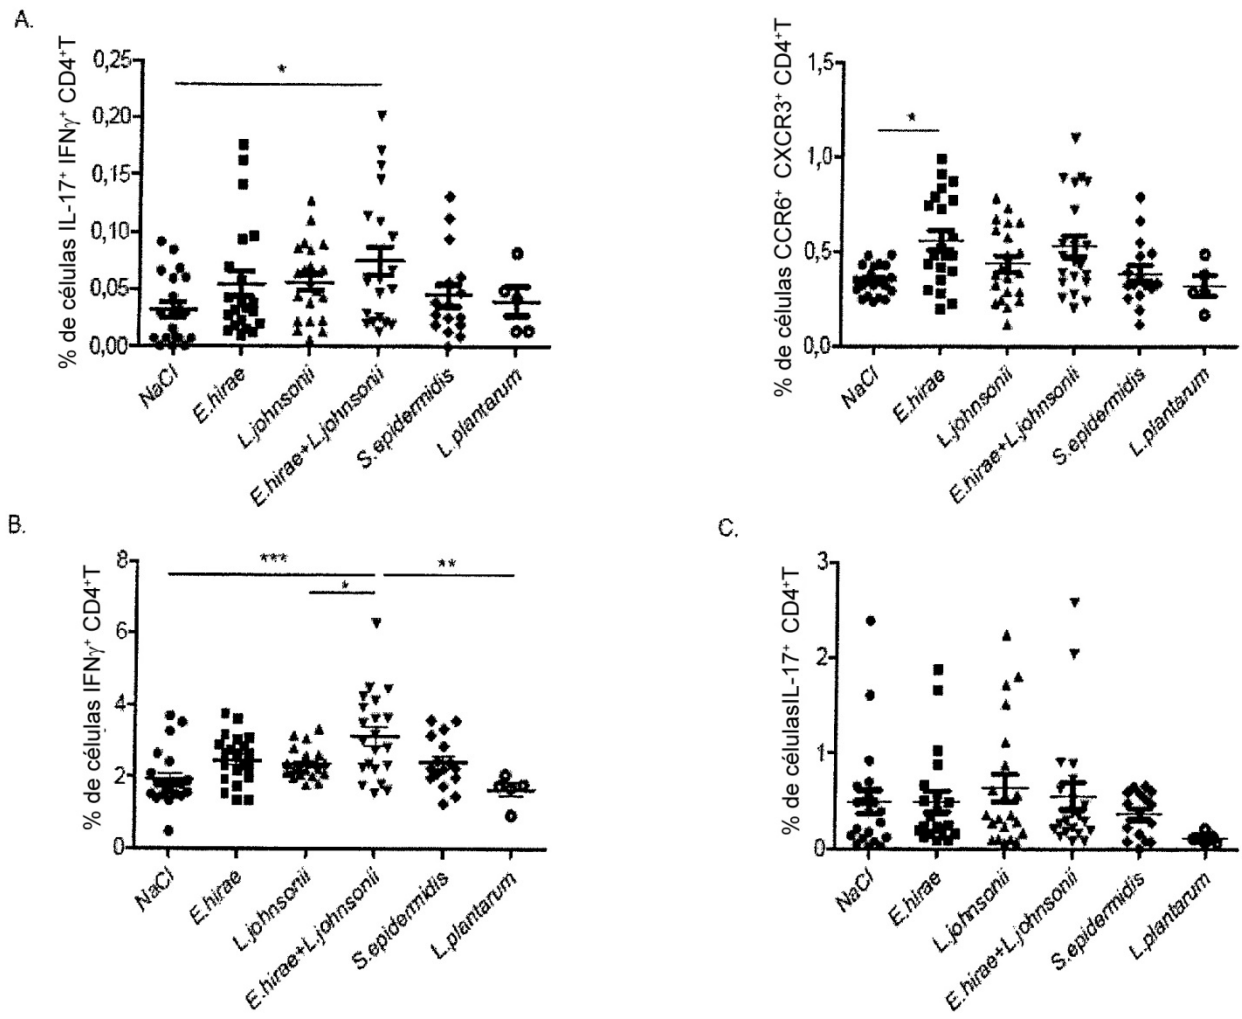 A.
% de células IL-17⁺ IFNγ⁺ CD4⁺T
0,25
0,20
0,15
0,10
0,05
0,00
*
NaCl
E.hirae
L.johnsonii
E.hirae+L.johnsonii
S.epidermidis
L.plantarum
% de células CCR6⁺ CXCR3⁺ CD4⁺T
1,5
1,0
0,5
0,0
*
NaCl
E.hirae
L.johnsonii
E.hirae+L.johnsonii
S.epidermidis
L.plantarum
B.
% de células IFNγ⁺ CD4⁺T
8
6
4
2
0
***
*
**
NaCl
E.hirae
L.johnsonii
E.hirae+L.johnsonii
S.epidermidis
L.plantarum
C.
% de célulasIL-17⁺ CD4⁺T
3
2
1
0
NaCl
E.hirae
L.johnsonii
E.hirae+L.johnsonii
S.epidermidis
L.plantarum